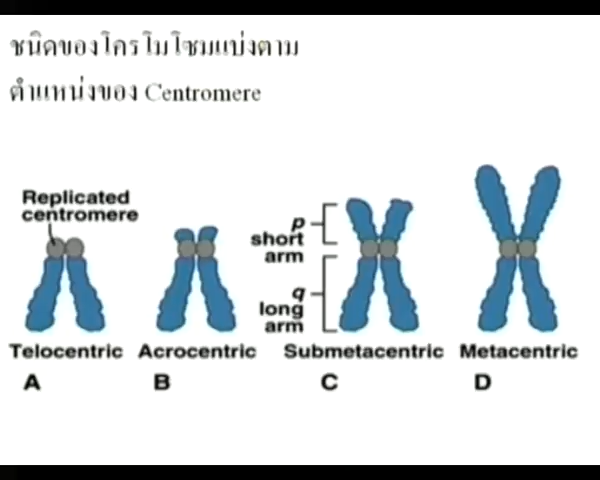 ชนิดของโครโมโซมแบ่งตาม
ตำแหน่งของ Centromere
Replicated
centromere
p
short
arm
q
long
arm
Telocentric Acrocentric Submetacentric Metacentric
A B C D